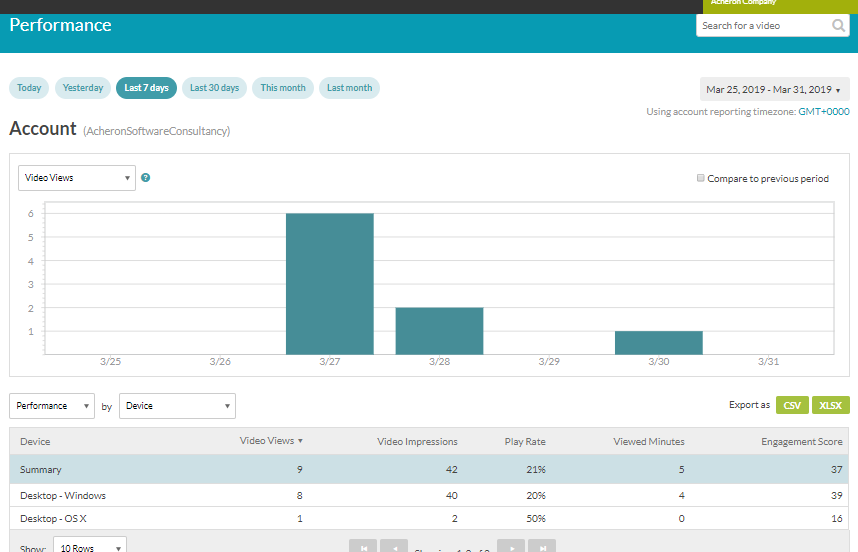 Acheron Company
Performance
Search for a video
Today Yesterday Last 7 days Last 30 days This month Last month
Mar 25, 2019 - Mar 31, 2019
Using account reporting timezone: GMT+0000
Account (AcheronSoftwareConsultancy)
Video Views ? Compare to previous period
6
5
4
3
2
1
3/25 3/26 3/27 3/28 3/29 3/30 3/31
Performance by Device Export as CSV XLSX
Device Video Views Video Impressions Play Rate Viewed Minutes Engagement Score
Summary 9 42 21% 5 37
Desktop - Windows 8 40 20% 4 39
Desktop - OS X 1 2 50% 0 16
Show: 10 Rows